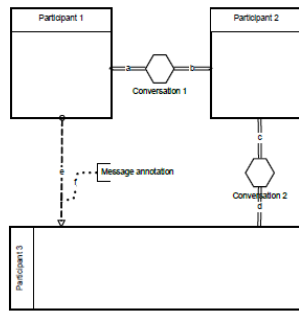 Participant 1
Participant 2
a
b
Conversation 1
c
e
Message annotation
f
Conversation 2
d
Participant 3